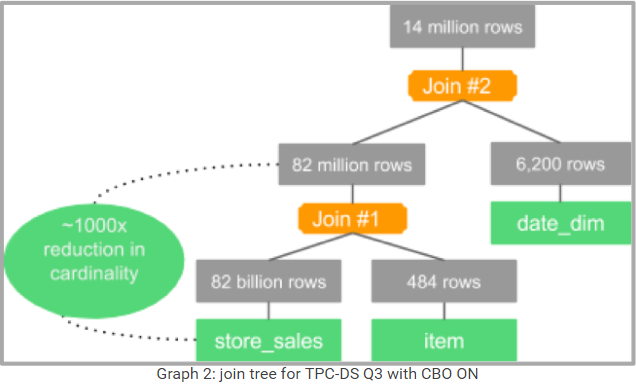 14 million rows
Join #2
82 million rows
6,200 rows
~1000x
reduction in
cardinality
Join #1
date_dim
82 billion rows
484 rows
store_sales
item
Graph 2: join tree for TPC-DS Q3 with CBO ON